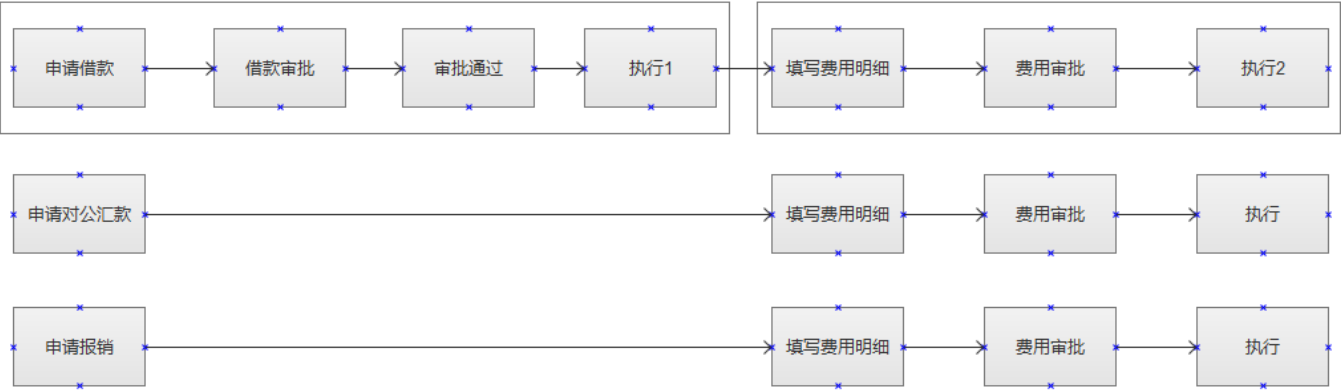 申请借款
借款审批
审批通过
执行1
填写费用明细
费用审批
执行2
申请对公汇款
填写费用明细
费用审批
执行
申请报销
填写费用明细
费用审批
执行